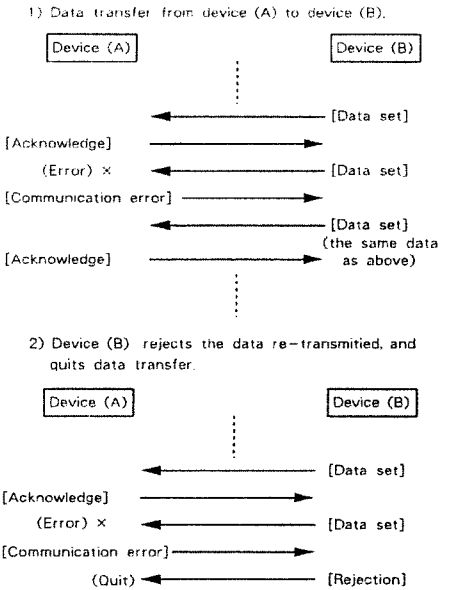 1) Data transfer from device (A) to device (B).
Device (A) Device (B)
[Data set]
[Acknowledge]
(Error) × [Data set]
[Communication error]
[Data set]
(the same data
[Acknowledge] as above)
2) Device (B) rejects the data re-transmitied, and
quits data transfer.
Device (A) Device (B)
[Data set]
[Acknowledge]
(Error) × [Data set]
[Communication error]
(Quit) [Rejection]